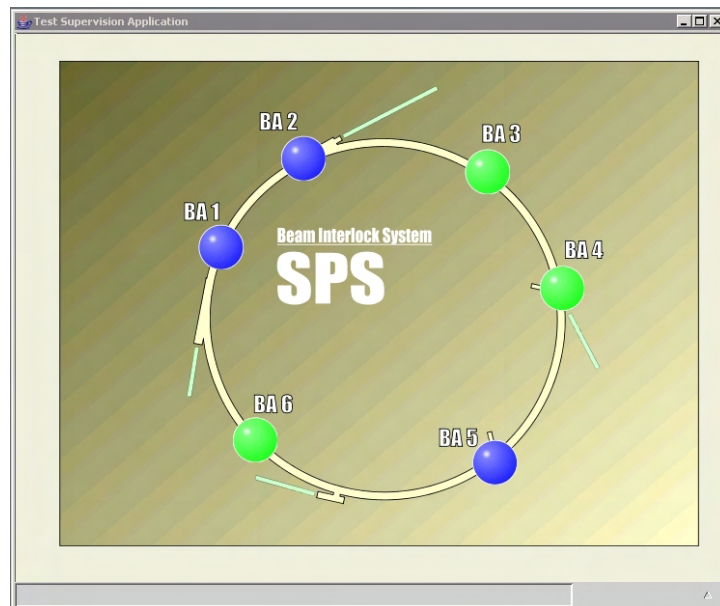 Test Supervision Application
BA 2
BA 3
BA 1
Beam Interlock System
SPS
BA 4
BA 6
BA 5